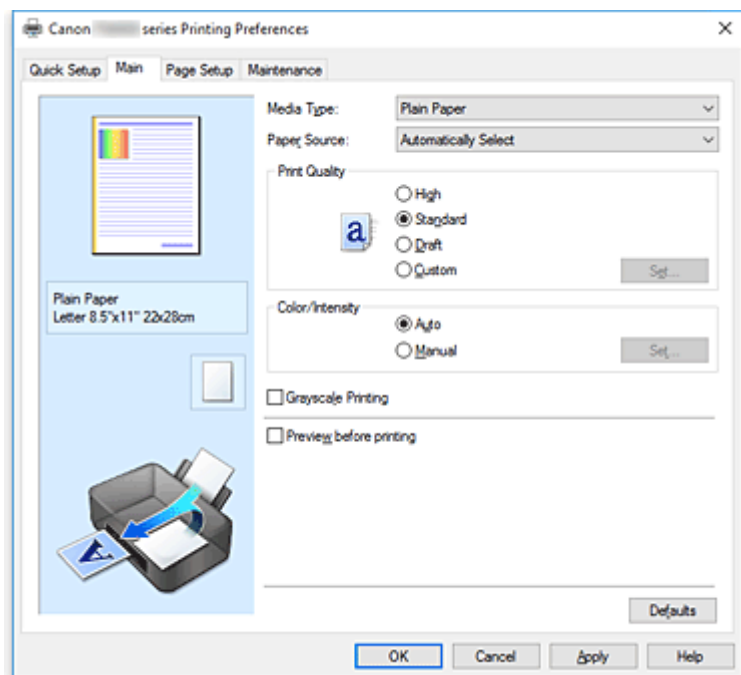 Canon series Printing Preferences
Quick Setup Main Page Setup Maintenance
Media Type: Plain Paper
Paper Source: Automatically Select
Print Quality
High
Standard
Draft
Custom Set...
Plain Paper
Letter 8.5"x11" 22x28cm
Color/Intensity
Auto
Manual Set...
Grayscale Printing
Preview before printing
Defaults
OK Cancel Apply Help
a
A